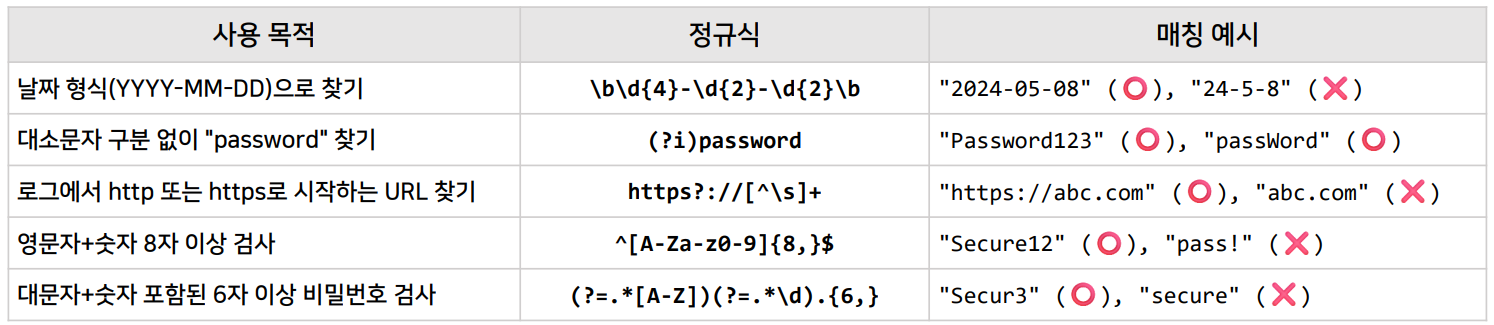 사용 목적 정규식 매칭 예시
날짜 형식(YYYY-MM-DD)으로 찾기 \b\d{4}-\d{2}-\d{2}\b "2024-05-08" (⭕), "24-5-8" (❌)
대소문자 구분 없이 "password" 찾기 (?i)password "Password123" (⭕), "passWord" (⭕)
로그에서 http 또는 https로 시작하는 URL 찾기 https?://[^\s]+ "https://abc.com" (⭕), "abc.com" (❌)
영문자+숫자 8자 이상 검사 ^[A-Za-z0-9]{8,}$ "Secure12" (⭕), "pass!" (❌)
대문자+숫자 포함된 6자 이상 비밀번호 검사 (?=.*[A-Z])(?=.*\d).{6,} "Secur3" (⭕), "secure" (❌)